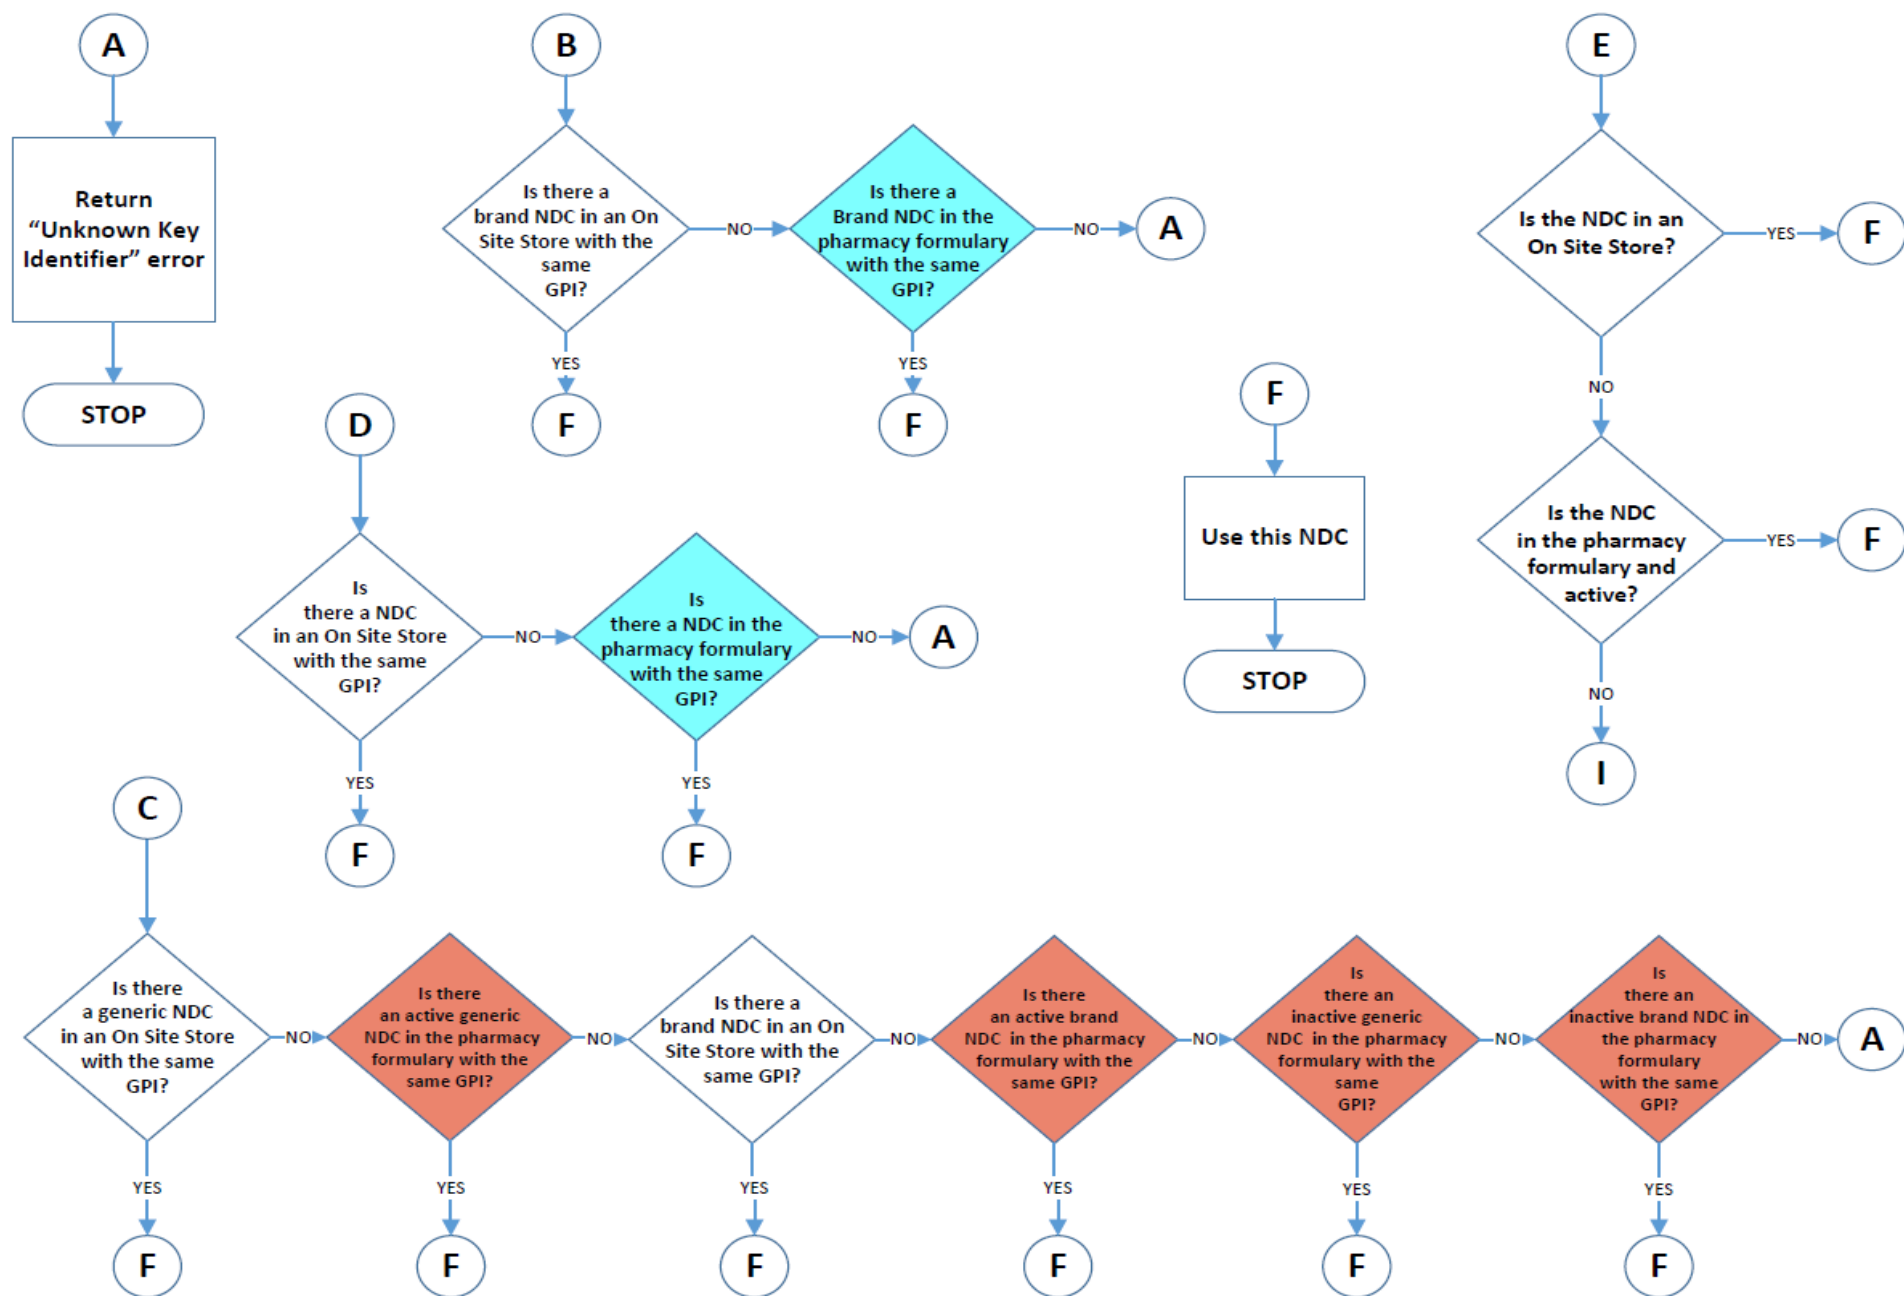 A
Return
“Unknown Key
Identifier” error
STOP
B
Is there a
brand NDC in an On
Site Store with the
same
GPI?
NO
Is there a
Brand NDC in the
pharmacy formulary
with the same
GPI?
NO
A
YES
F
YES
F
E
Is the NDC in an
On Site Store?
YES
F
NO
Is the NDC
in the pharmacy
formulary and
active?
YES
F
NO
I
F
Use this NDC
STOP
D
Is
there a NDC
in an On Site Store
with the same
GPI?
NO
Is
there a NDC in the
pharmacy formulary
with the same
GPI?
NO
A
YES
F
YES
F
C
Is there
a generic NDC
in an On Site Store
with the same
GPI?
NO
Is there
an active generic
NDC in the pharmacy
formulary with the
same GPI?
NO
Is there a
brand NDC in an On
Site Store with the
same GPI?
NO
Is there
an active brand
NDC in the pharmacy
formulary with the
same GPI?
NO
Is
there an
inactive generic
NDC in the pharmacy
formulary with the
same
GPI?
NO
Is
there an
inactive brand NDC in
the pharmacy
formulary
with the same
GPI?
NO
A
YES
F
YES
F
YES
F
YES
F
YES
F
YES
F